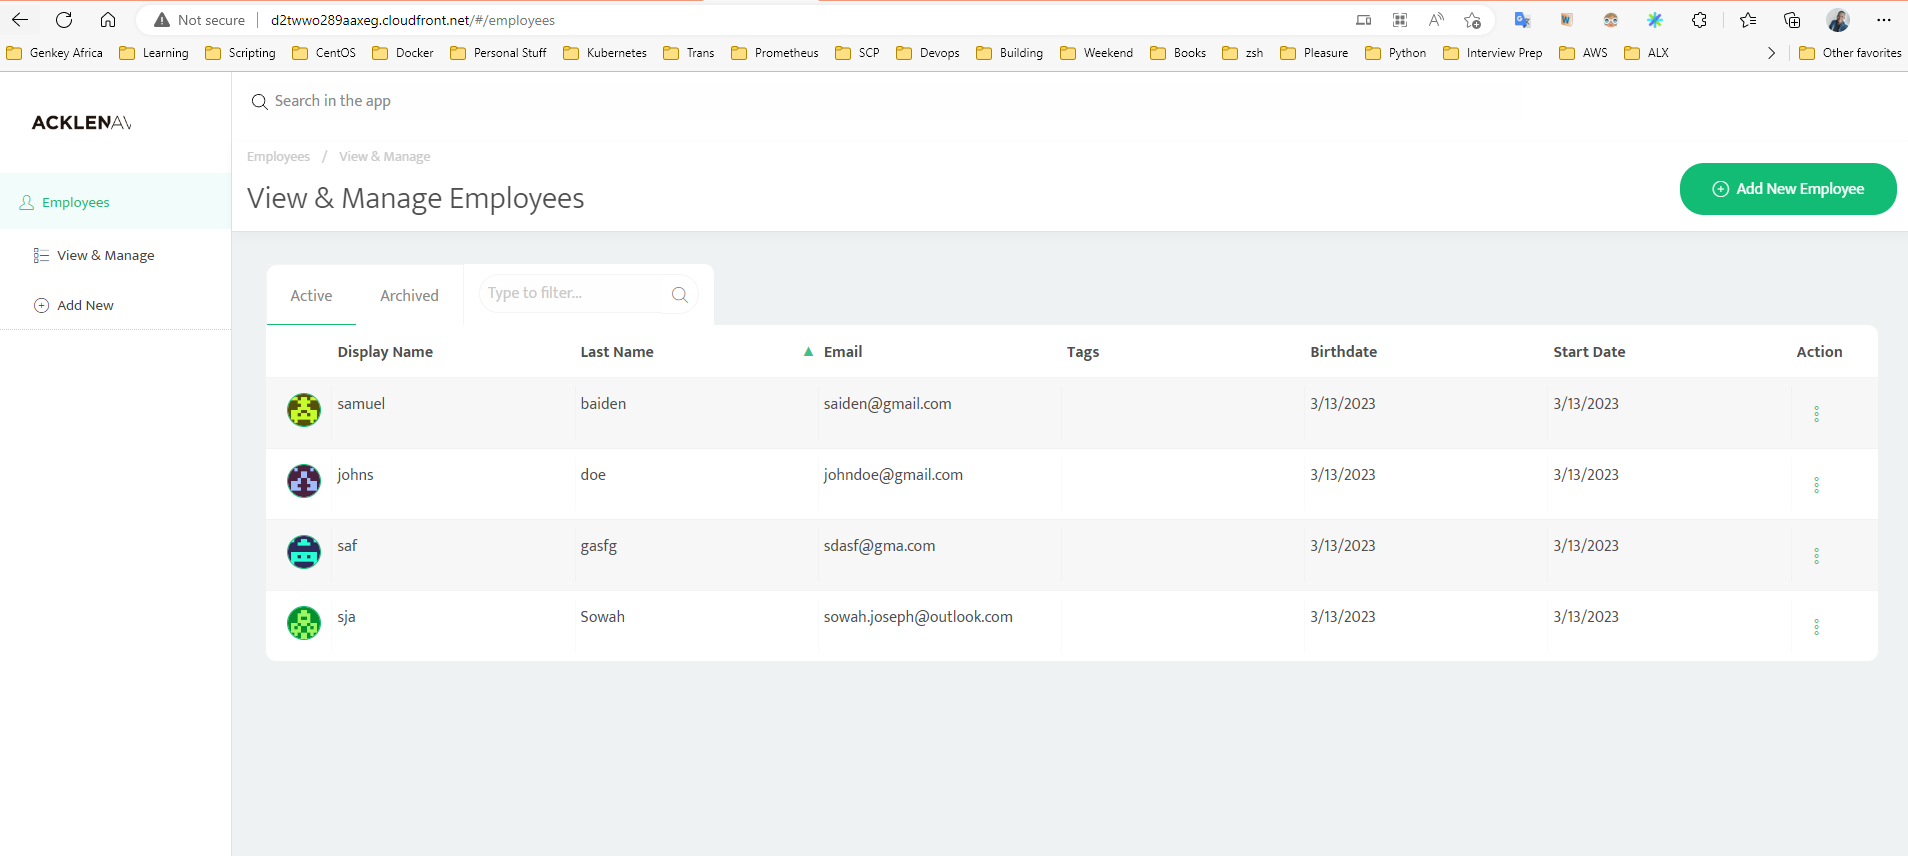 Not secure d2twwo289aaxeg.cloudfront.net/#/employees
Genkey Africa Learning Scripting CentOS Docker Personal Stuff Kubernetes Trans Prometheus SCP Devops Building Weekend Books zsh Pleasure Python Interview Prep AWS ALX Other favorites
ACKLENAV
Search in the app
Employees / View & Manage
View & Manage Employees
Add New Employee
Employees
View & Manage
Add New
Active Archived Type to filter...
Display Name Last Name Email Tags Birthdate Start Date Action
samuel baiden saiden@gmail.com 3/13/2023 3/13/2023
johns doe johndoe@gmail.com 3/13/2023 3/13/2023
saf gasfg sdasf@gma.com 3/13/2023 3/13/2023
sja Sowah sowah.joseph@outlook.com 3/13/2023 3/13/2023